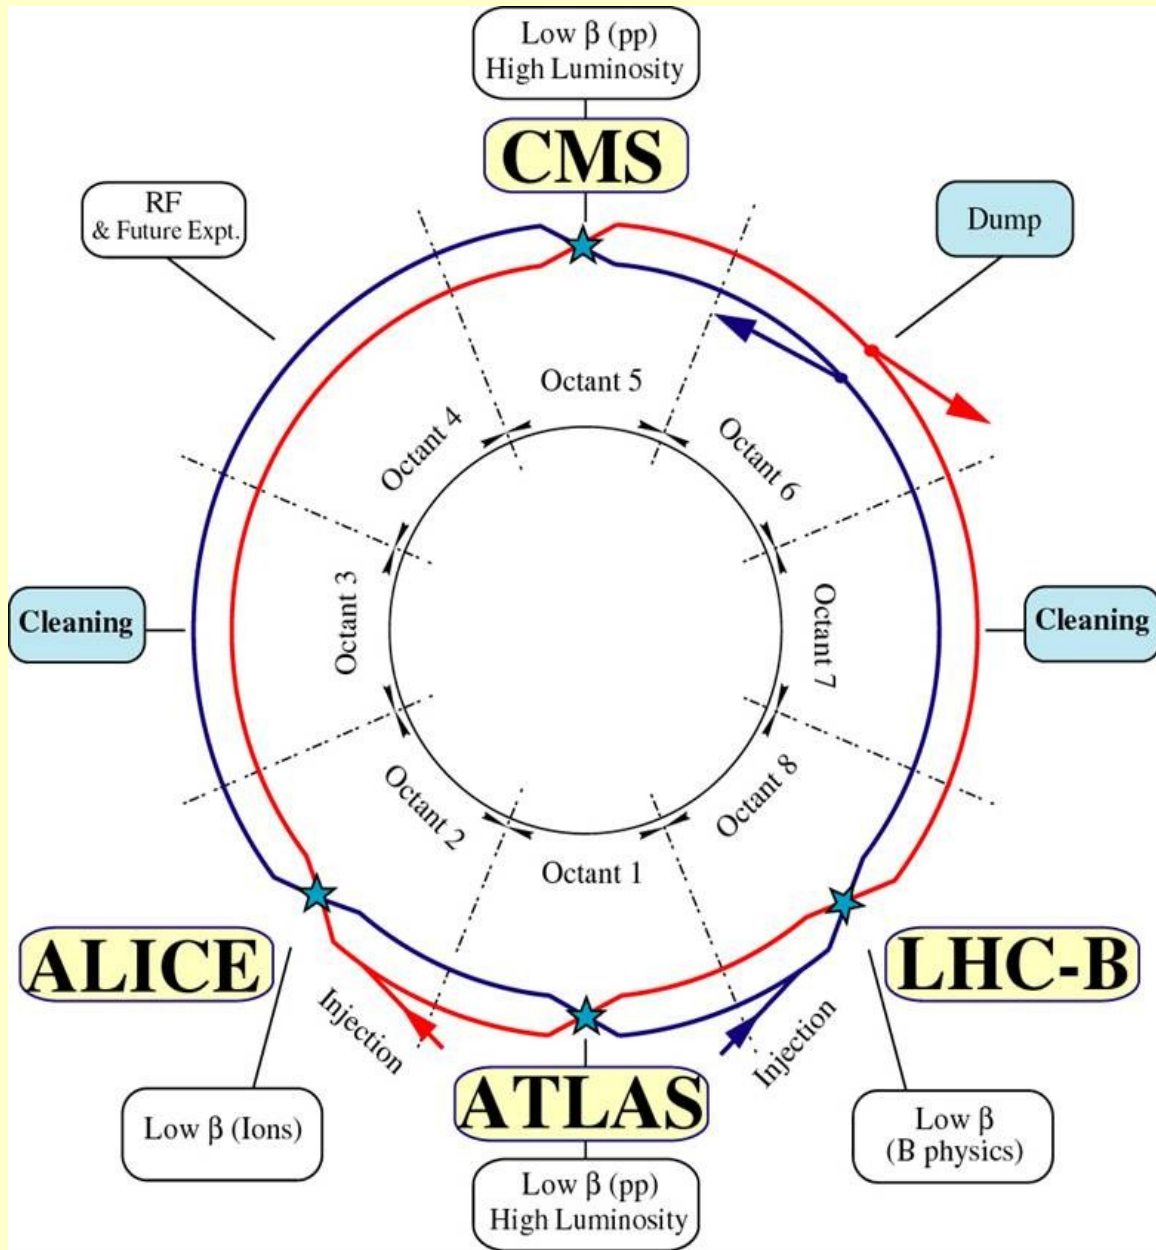 Low β (pp)
High Luminosity
CMS
RF
& Future Expt.
Dump
Octant 5
Octant 4
Octant 6
Cleaning
Octant 3
Octant 7
Cleaning
Octant 2
Octant 8
Octant 1
ALICE
LHC-B
Injection
Injection
ATLAS
Low β (Ions)
Low β
(B physics)
Low β (pp)
High Luminosity